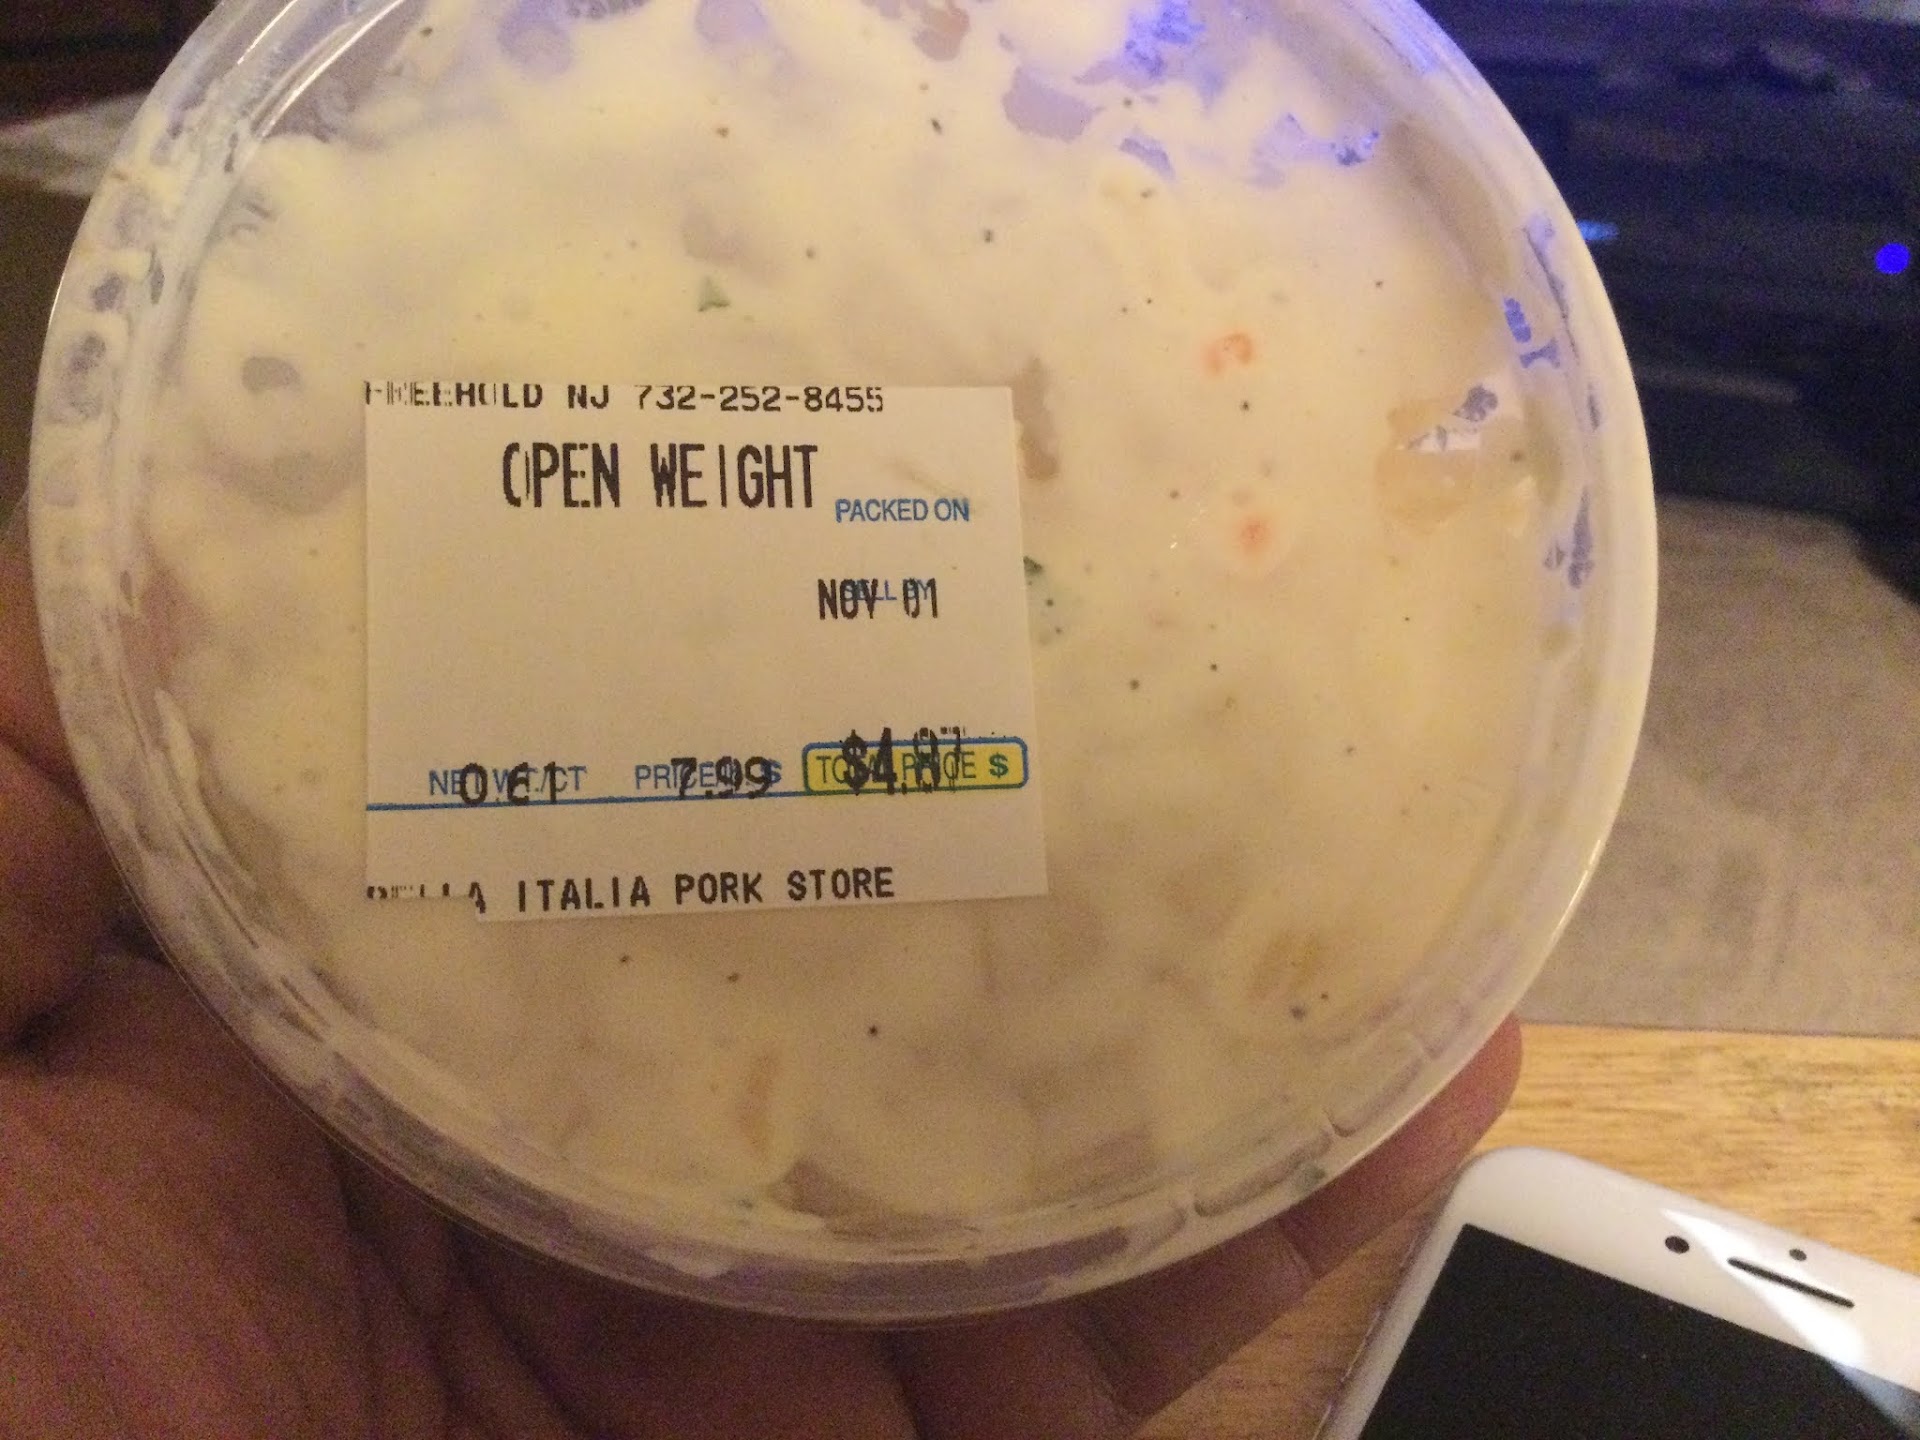 FREEHOLD NJ 732-252-8455
OPEN WEIGHT
PACKED ON
SELL BY
NOV 01
NET WT./CT
PRICE
TOTAL PRICE $
0.61
7.99
$4.87
BELLA ITALIA PORK STORE